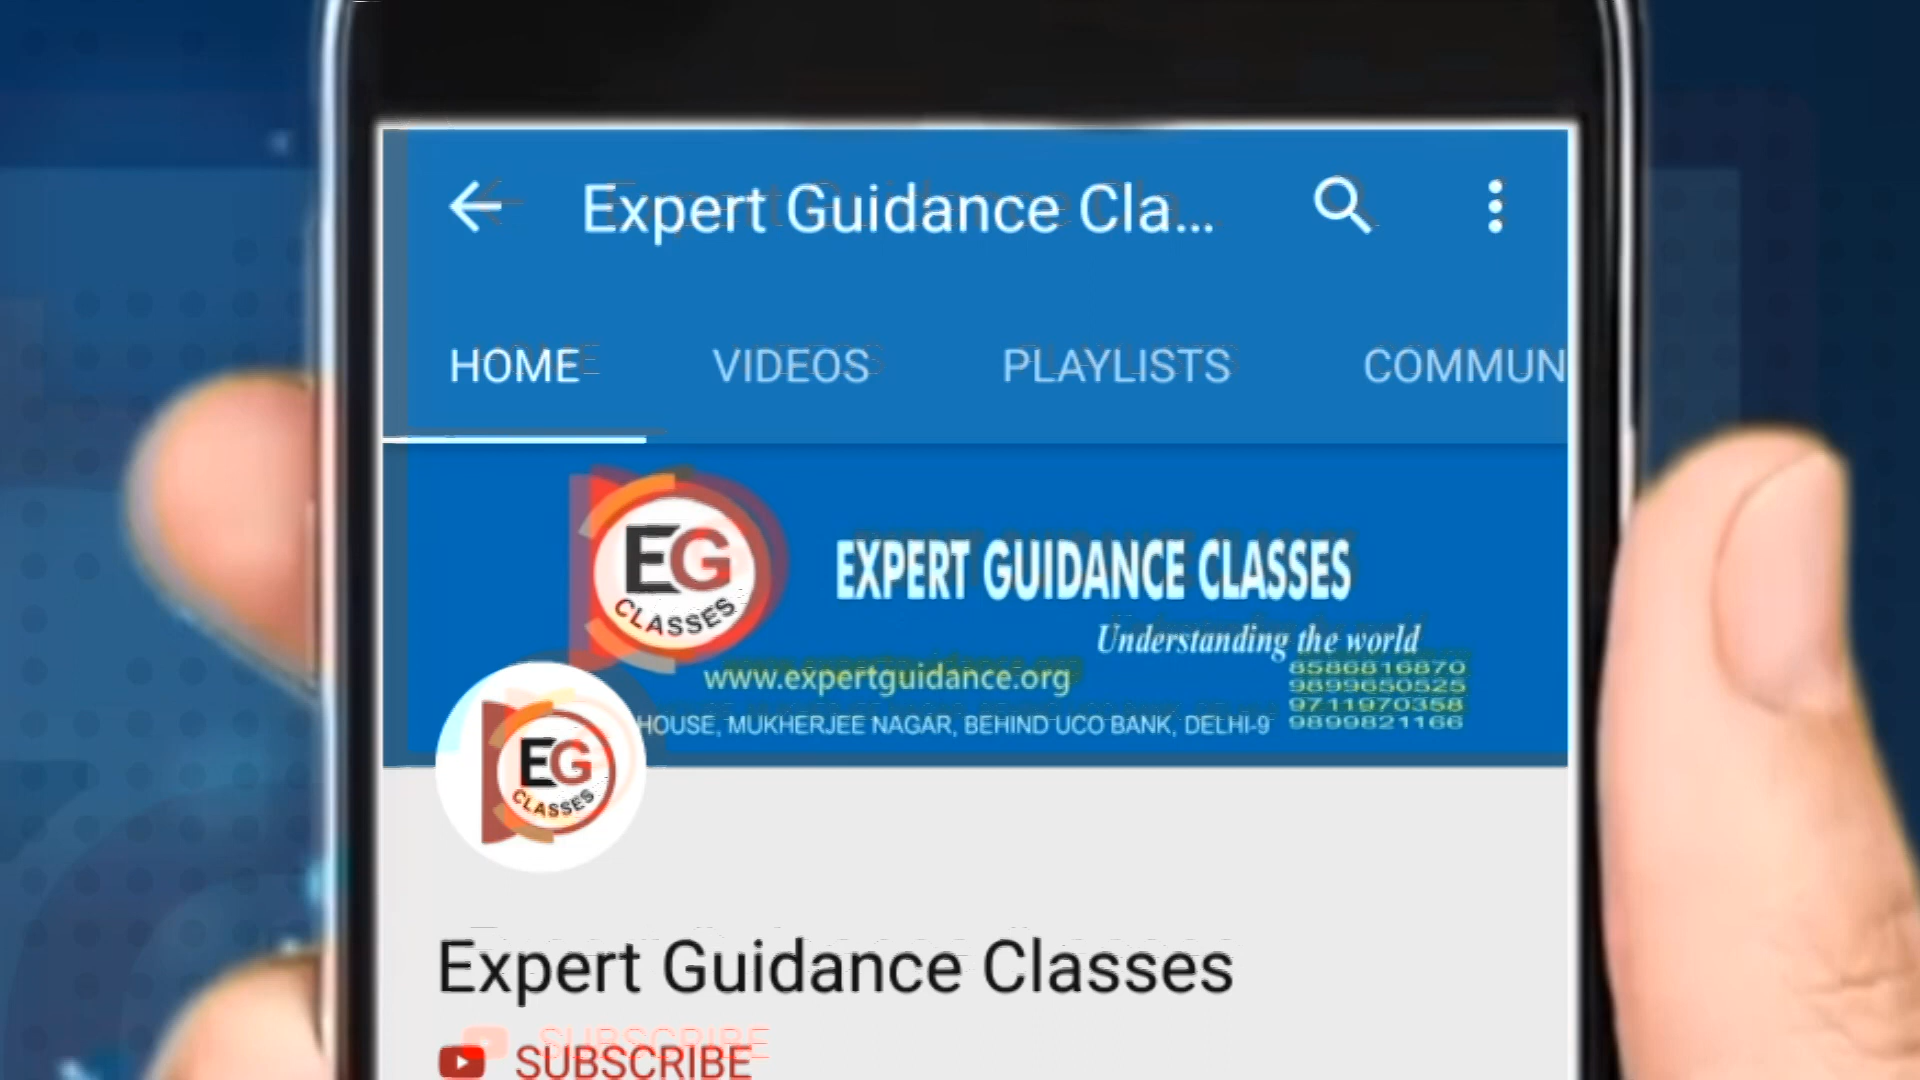 Expert Guidance Cla...
HOME VIDEOS PLAYLISTS COMMUN
EG
CLASSES
EXPERT GUIDANCE CLASSES
Understanding the world
www.expertguidance.org
8586816870
9899650525
9711970358
9899821166
HOUSE, MUKHERJEE NAGAR, BEHIND UCO BANK, DELHI-9
EG
CLASSES
Expert Guidance Classes
SUBSCRIBE